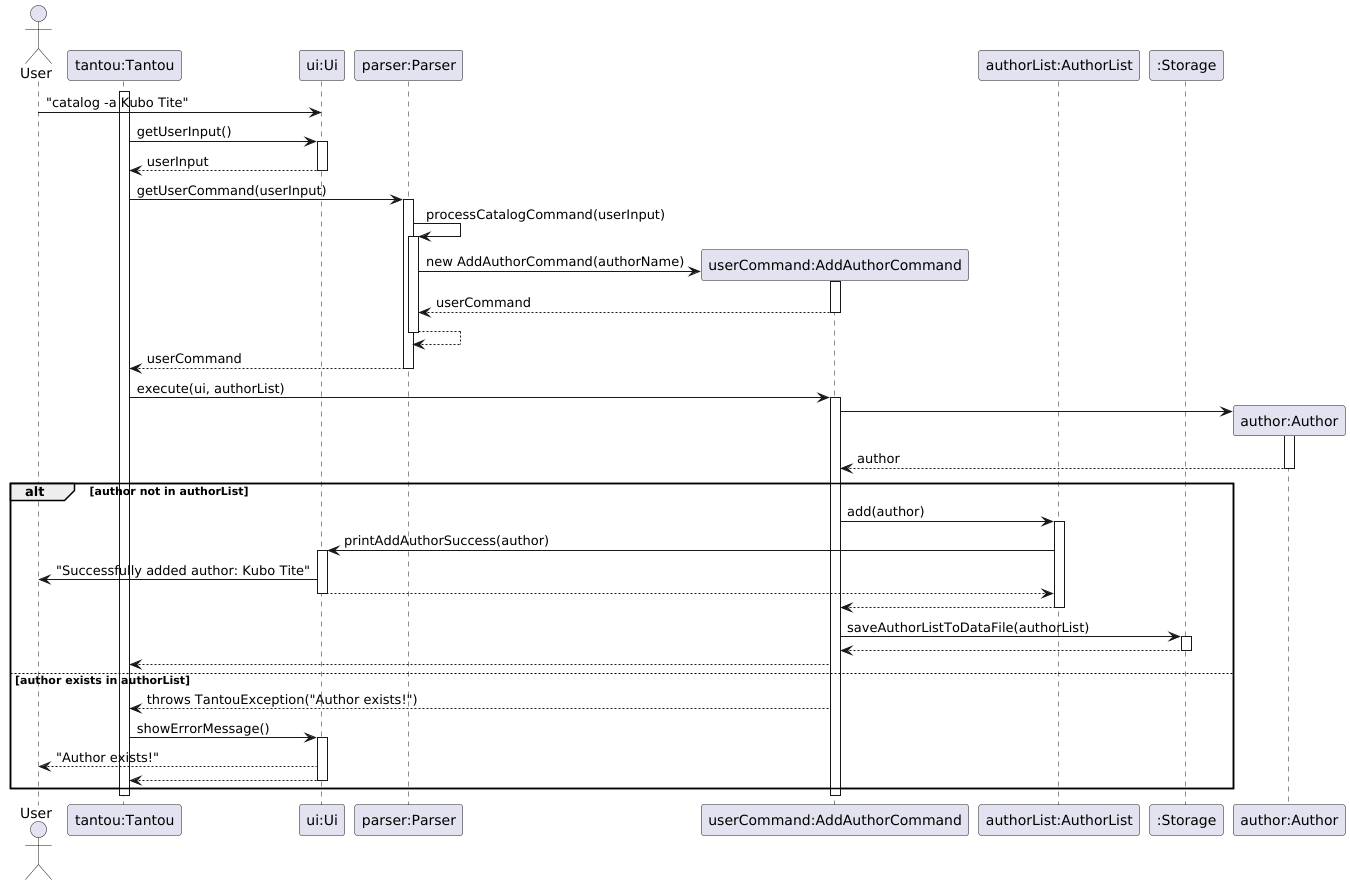 User
tantou:Tantou
ui:Ui
parser:Parser
authorList:AuthorList
:Storage
"catalog -a Kubo Tite"
getUserInput()
userInput
getUserCommand(userInput)
processCatalogCommand(userInput)
new AddAuthorCommand(authorName)
userCommand:AddAuthorCommand
userCommand
userCommand
execute(ui, authorList)
author:Author
author
alt
[author not in authorList]
add(author)
printAddAuthorSuccess(author)
"Successfully added author: Kubo Tite"
saveAuthorListToDataFile(authorList)
[author exists in authorList]
throws TantouException("Author exists!")
showErrorMessage()
"Author exists!"
User
tantou:Tantou
ui:Ui
parser:Parser
userCommand:AddAuthorCommand
authorList:AuthorList
:Storage
author:Author